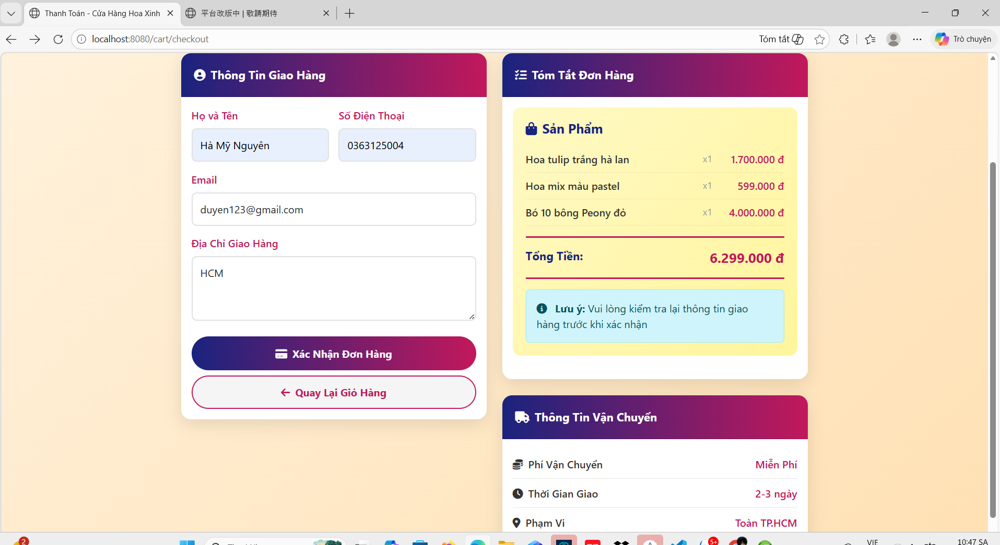 Thanh Toán - Cửa Hàng Hoa Xinh
平台改版中 | 敬請期待
localhost:8080/cart/checkout
Tóm tắt
Trò chuyện
Thông Tin Giao Hàng
Họ và Tên
Số Điện Thoại
Hà Mỹ Nguyên
0363125004
Email
duyen123@gmail.com
Địa Chỉ Giao Hàng
HCM
Xác Nhận Đơn Hàng
Quay Lại Giỏ Hàng
Tóm Tắt Đơn Hàng
Sản Phẩm
Hoa tulip trắng hà lan x1 1.700.000 đ
Hoa mix màu pastel x1 599.000 đ
Bó 10 bông Peony đỏ x1 4.000.000 đ
Tổng Tiền: 6.299.000 đ
Lưu ý: Vui lòng kiểm tra lại thông tin giao
hàng trước khi xác nhận
Thông Tin Vận Chuyển
Phí Vận Chuyển Miễn Phí
Thời Gian Giao 2-3 ngày
Phạm Vi Toàn TP.HCM
2
5+
VIE
10:47 SA